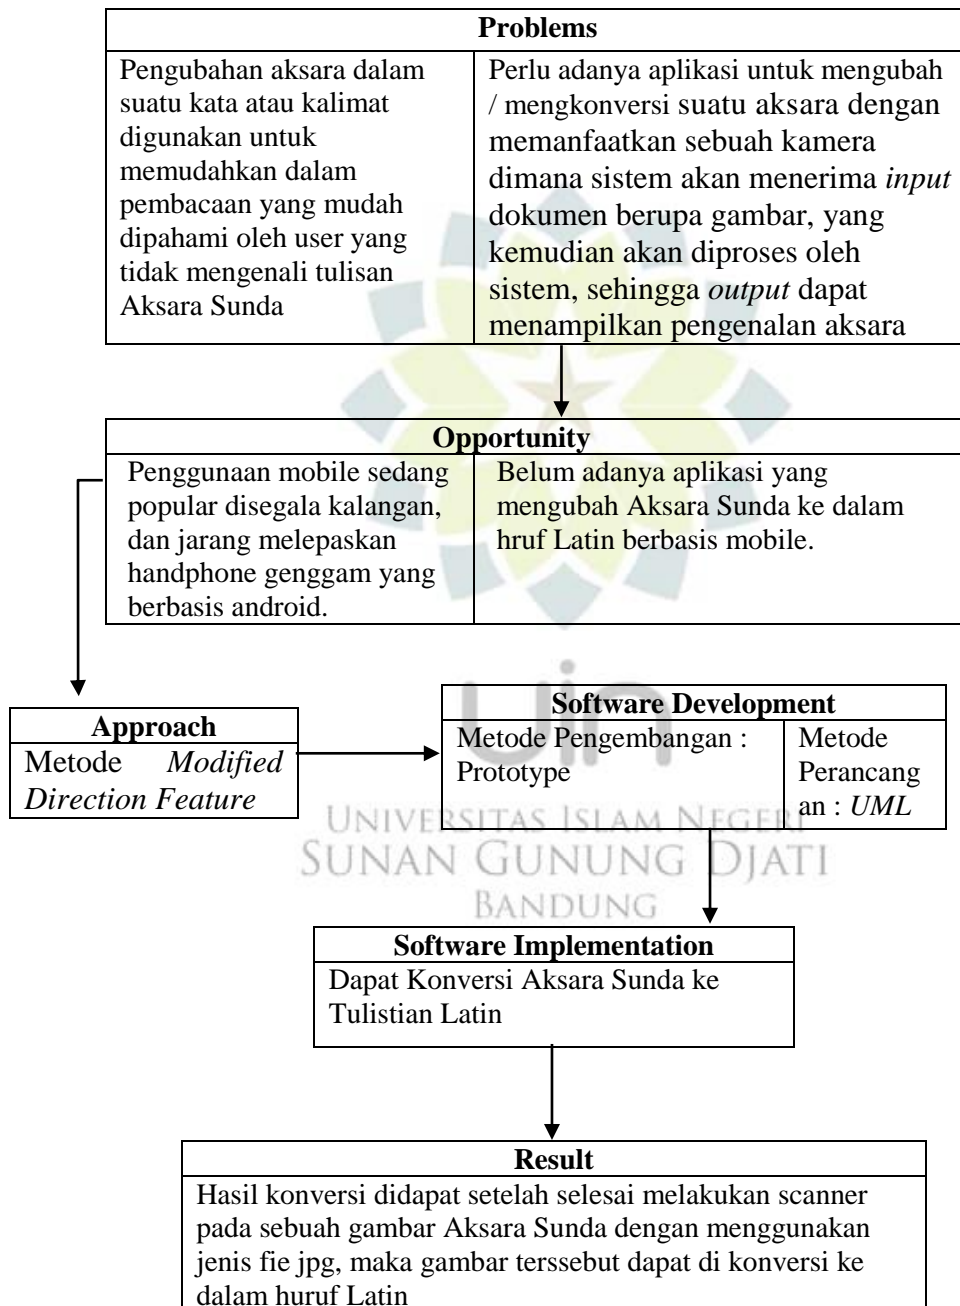 Problems
Pengubahan aksara dalam
suatu kata atau kalimat
digunakan untuk
memudahkan dalam
pembacaan yang mudah
dipahami oleh user yang
tidak mengenali tulisan
Aksara Sunda
Perlu adanya aplikasi untuk mengubah
/ mengkonversi suatu aksara dengan
memanfaatkan sebuah kamera
dimana sistem akan menerima input
dokumen berupa gambar, yang
kemudian akan diproses oleh
sistem, sehingga output dapat
menampilkan pengenalan aksara
Opportunity
Penggunaan mobile sedang
popular disegala kalangan,
dan jarang melepaskan
handphone genggam yang
berbasis android.
Belum adanya aplikasi yang
mengubah Aksara Sunda ke dalam
hruf Latin berbasis mobile.
uin
Approach
Metode Modified
Direction Feature
Software Development
Metode Pengembangan :
Prototype
Metode
Perancang
an : UML
UNIVERSITAS ISLAM NEGERI
SUNAN GUNUNG DJATI
BANDUNG
Software Implementation
Dapat Konversi Aksara Sunda ke
Tulistian Latin
Result
Hasil konversi didapat setelah selesai melakukan scanner
pada sebuah gambar Aksara Sunda dengan menggunakan
jenis fie jpg, maka gambar terssebut dapat di konversi ke
dalam huruf Latin